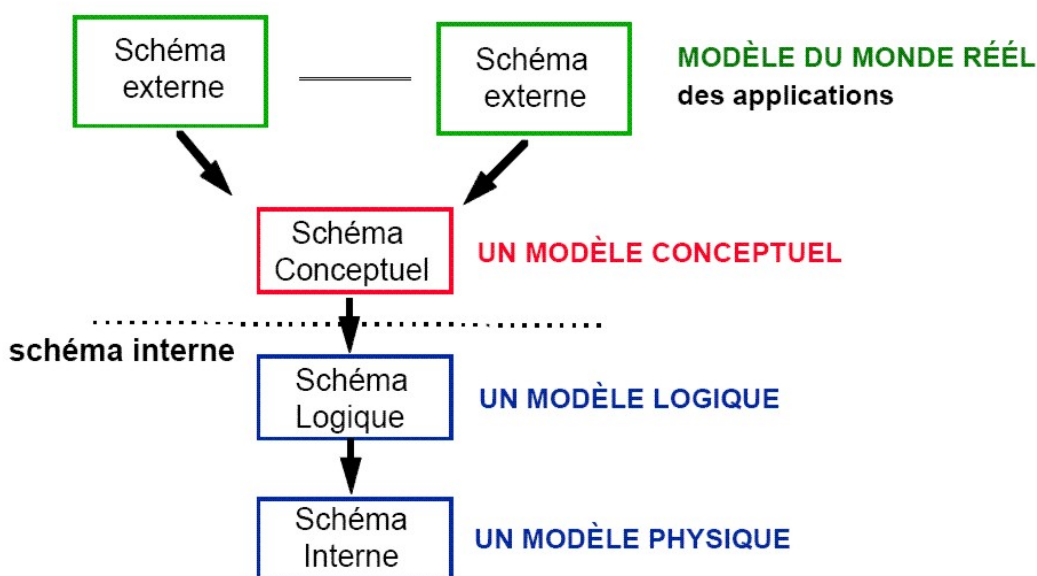 Schéma
externe
Schéma
externe
MODÈLE DU MONDE RÉÉL
des applications
Schéma
Conceptuel
UN MODÈLE CONCEPTUEL
schéma interne
Schéma
Logique
UN MODÈLE LOGIQUE
Schéma
Interne
UN MODÈLE PHYSIQUE